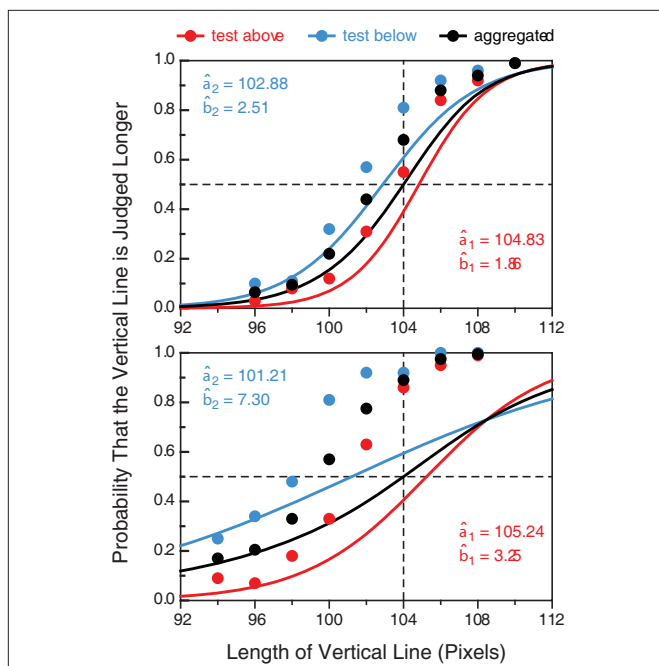 test above test below aggregated
Probability That the Vertical Line is Judged Longer
1.0
0.8
0.6
0.4
0.2
0.0
â2 = 102.88
b̂2 = 2.51
â1 = 104.83
b̂1 = 1.86
92 96 100 104 108 112
1.0
0.8
0.6
0.4
0.2
0.0
â2 = 101.21
b̂2 = 7.30
â1 = 105.24
b̂1 = 3.25
92 96 100 104 108 112
Length of Vertical Line (Pixels)